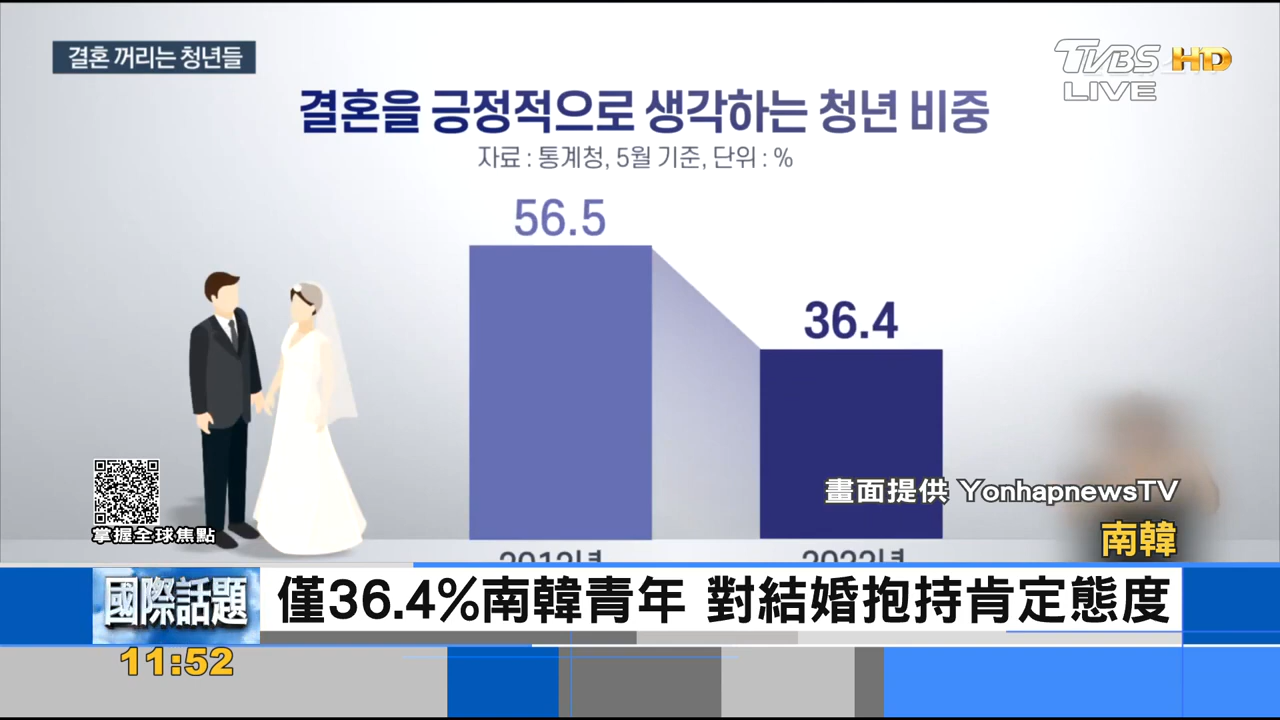 결혼 꺼리는 청년들
TVBS HD
LIVE
결혼을 긍정적으로 생각하는 청년 비중
자료 : 통계청, 5월 기준, 단위 : %
56.5
36.4
掌握全球焦點
畫面提供 YonhapnewsTV
南韓
國際話題
僅36.4%南韓青年 對結婚抱持肯定態度
11:52